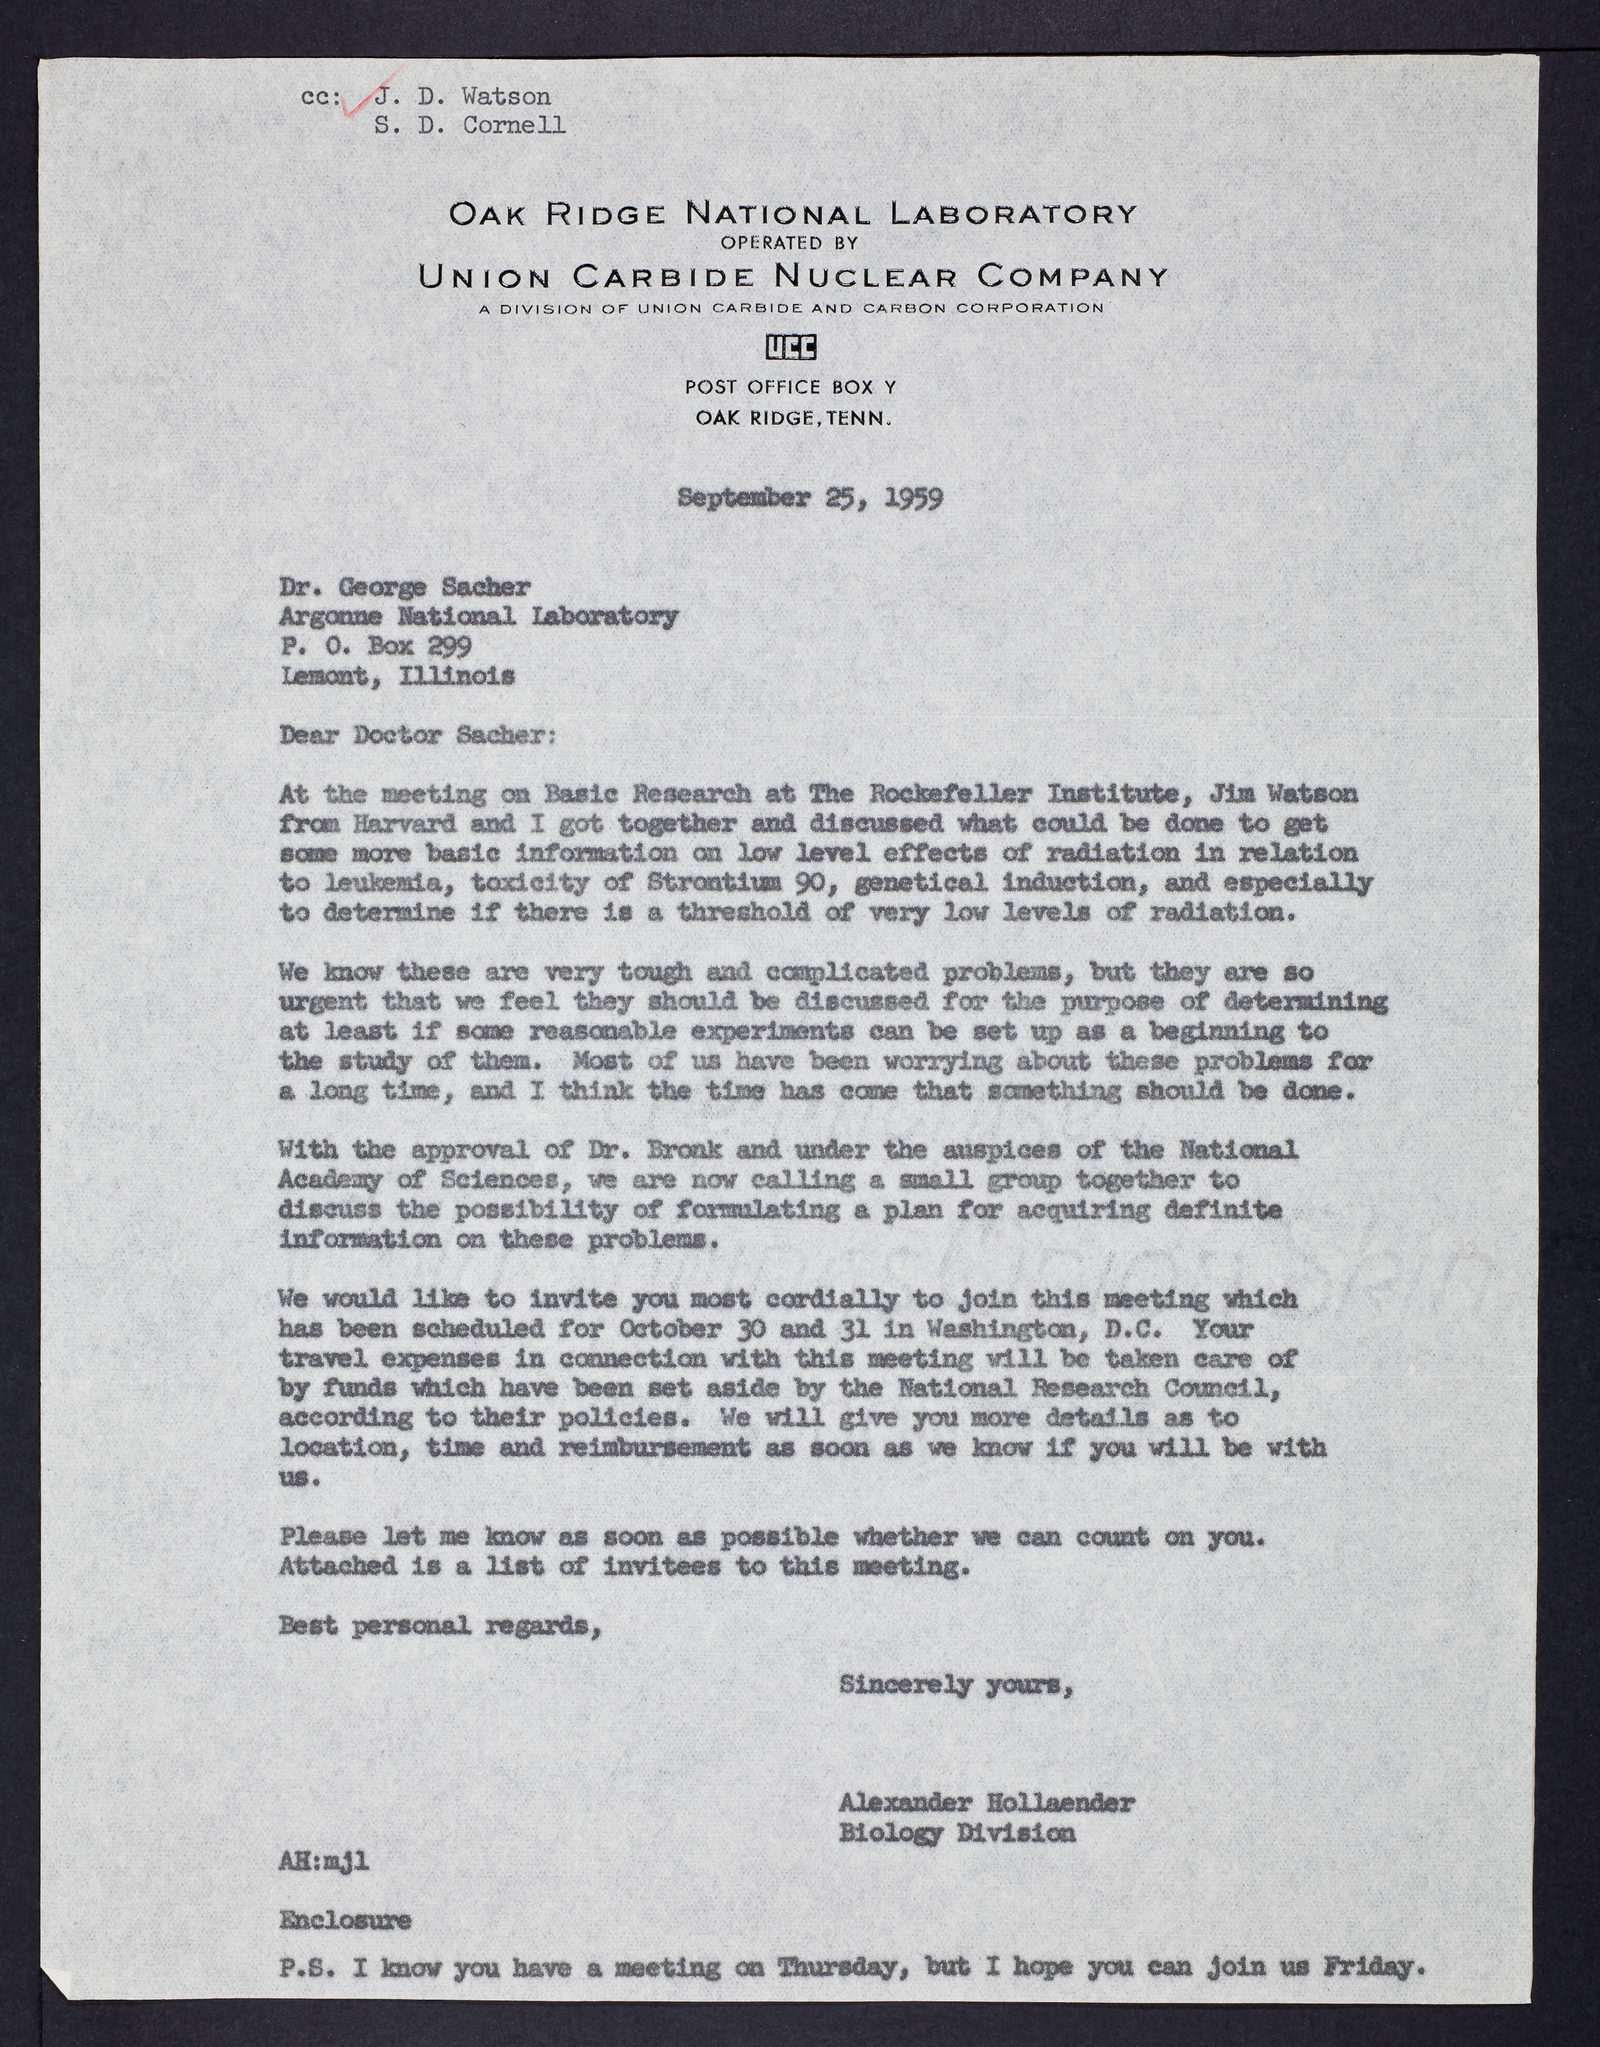 cc: J. D. Watson
S. D. Cornell
OAK RIDGE NATIONAL LABORATORY
OPERATED BY
UNION CARBIDE NUCLEAR COMPANY
A DIVISION OF UNION CARBIDE AND CARBON CORPORATION
UCC
POST OFFICE BOX Y
OAK RIDGE, TENN.
September 25, 1959
Dr. George Sacher
Argonne National Laboratory
P. O. Box 299
Lemont, Illinois
Dear Doctor Sacher:
At the meeting on Basic Research at The Rockefeller Institute, Jim Watson
from Harvard and I got together and discussed what could be done to get
some more basic information on low level effects of radiation in relation
to leukemia, toxicity of Strontium 90, genetical induction, and especially
to determine if there is a threshold of very low levels of radiation.
We know these are very tough and complicated problems, but they are so
urgent that we feel they should be discussed for the purpose of determining
at least if some reasonable experiments can be set up as a beginning to
the study of them.  Most of us have been worrying about these problems for
a long time, and I think the time has come that something should be done.
With the approval of Dr. Bronk and under the auspices of the National
Academy of Sciences, we are now calling a small group together to
discuss the possibility of formulating a plan for acquiring definite
information on these problems.
We would like to invite you most cordially to join this meeting which
has been scheduled for October 30 and 31 in Washington, D.C.  Your
travel expenses in connection with this meeting will be taken care of
by funds which have been set aside by the National Research Council,
according to their policies.  We will give you more details as to
location, time and reimbursement as soon as we know if you will be with
us.
Please let me know as soon as possible whether we can count on you.
Attached is a list of invitees to this meeting.
Best personal regards,
Sincerely yours,
Alexander Hollaender
Biology Division
AH:mjl
Enclosure
P.S. I know you have a meeting on Thursday, but I hope you can join us Friday.